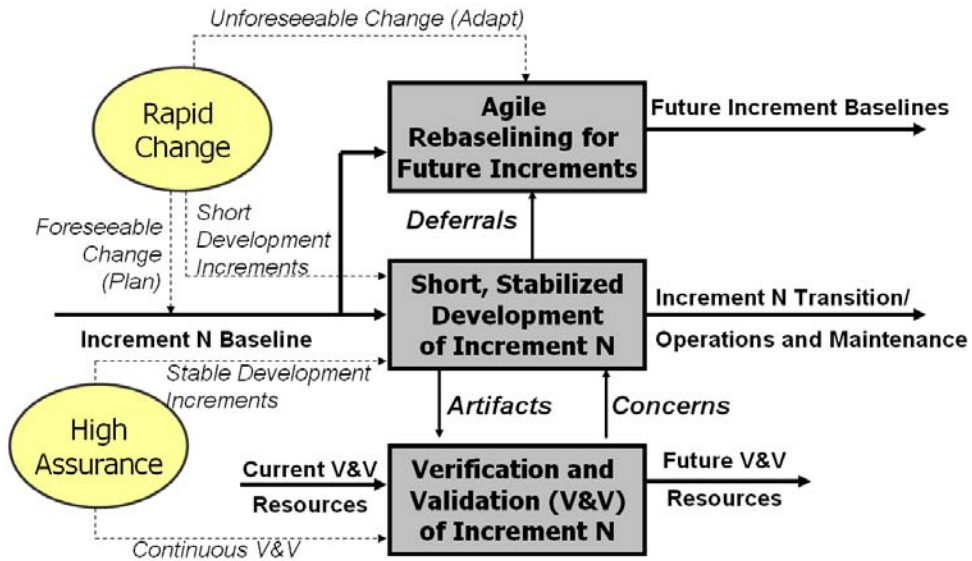 Unforeseeable Change (Adapt)
Rapid
Change
Agile
Rebaselining for
Future Increments
Future Increment Baselines
Short
Development
Increments
Foreseeable
Change
(Plan)
Deferrals
Short, Stabilized
Development
of Increment N
Increment N Transition/
Operations and Maintenance
Increment N Baseline
Stable Development
Increments
High
Assurance
Artifacts
Concerns
Current V&V
Resources
Verification and
Validation (V&V)
of Increment N
Future V&V
Resources
Continuous V&V